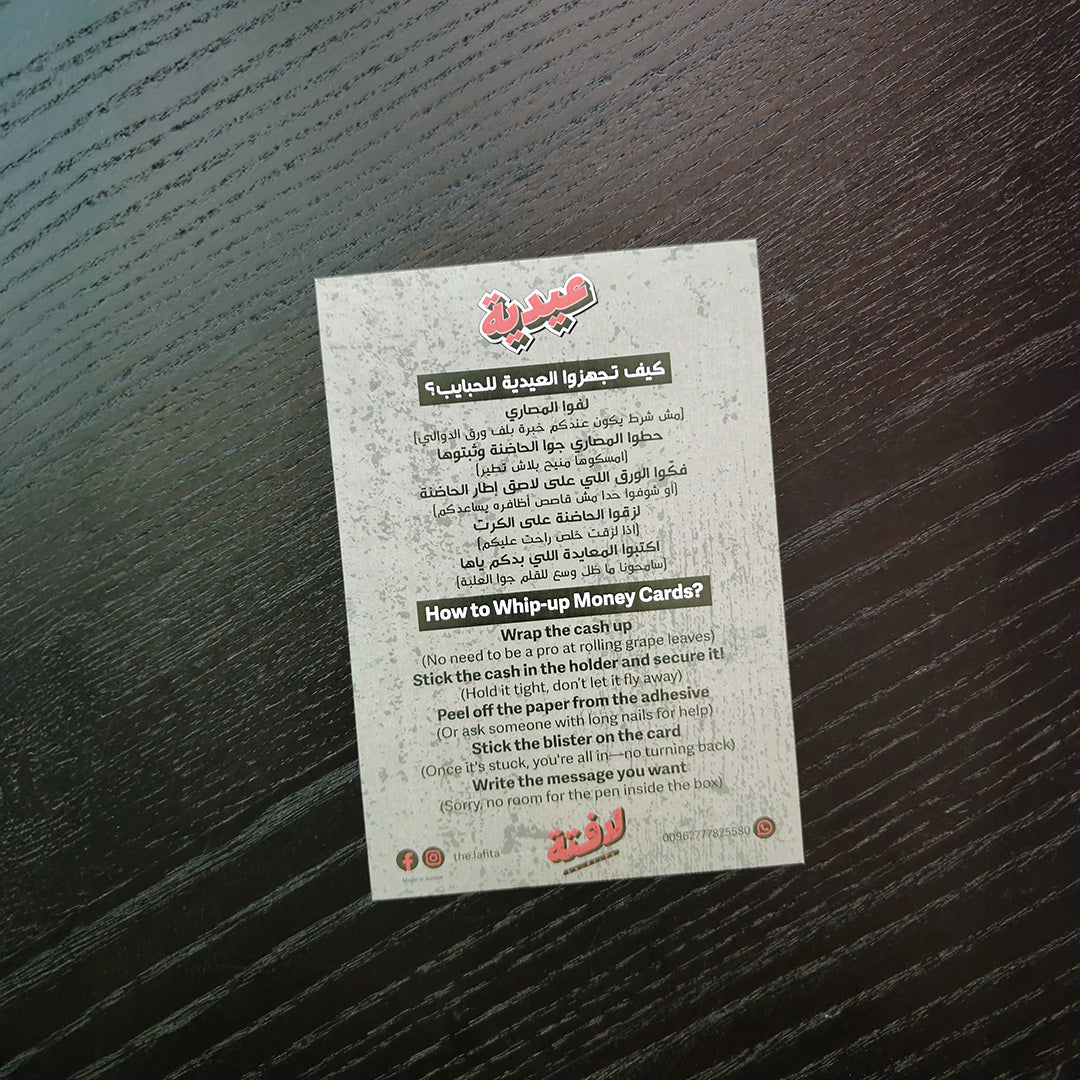 عيدية
كيف تجهزوا العيدية للحبايب؟
لفوا المصاري
(مش شرط يكون عندكم خبرة بلف ورق الدوالي)
حطوا المصاري جوا الحاضنة وثبتوها
(امسكوها منيح بلاش تطير)
فكّوا الورق اللي على لاصق إطار الحاضنة
(أو شوفوا حدا مش قاصص أظافره يساعدكم)
لزقوا الحاضنة على الكرت
(اذا لزقت خلص راحت عليكم)
اكتبوا المعايدة اللي بدكم ياها
(سامحونا ما ظل وسع للقلم جوا العلبة)
How to Whip-up Money Cards?
Wrap the cash up
(No need to be a pro at rolling grape leaves)
Stick the cash in the holder and secure it!
(Hold it tight, don't let it fly away)
Peel off the paper from the adhesive
(Or ask someone with long nails for help)
Stick the blister on the card
(Once it's stuck, you're all in—no turning back)
Write the message you want
(Sorry, no room for the pen inside the box)
the.lafita
لافتة
00962777825580
Made in Jordan